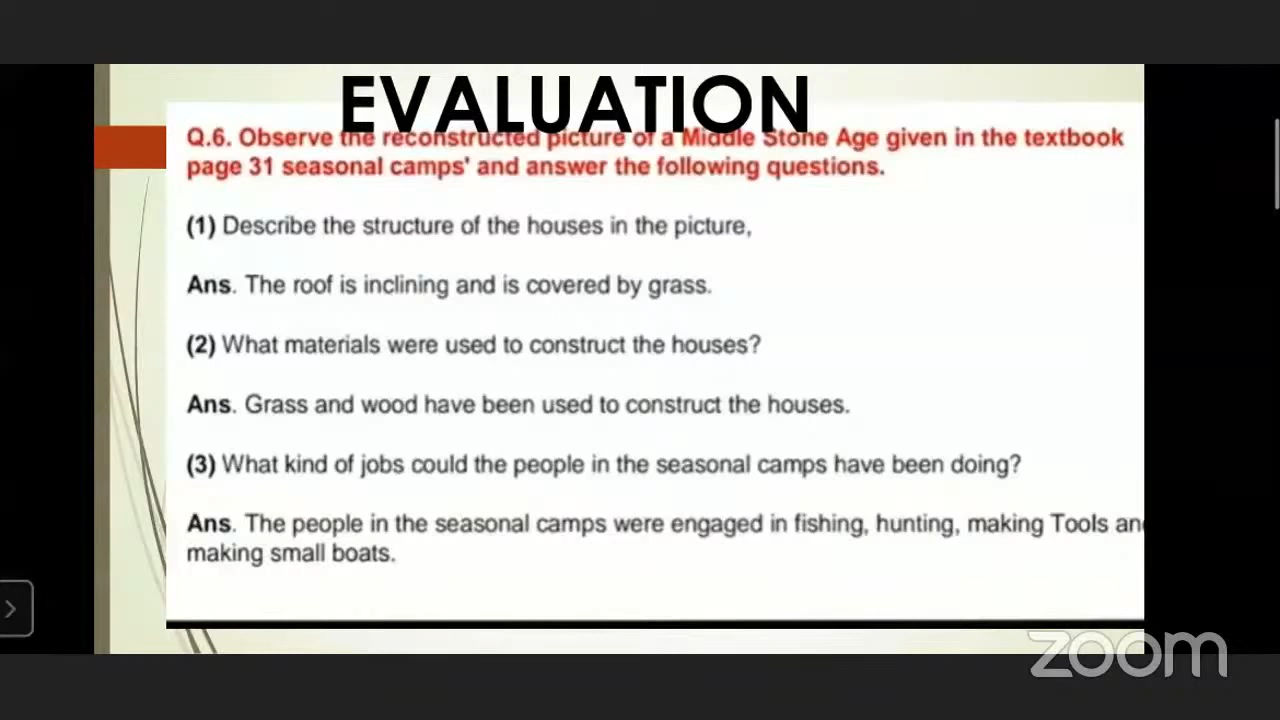 EVALUATION
Q.6. Observe the reconstructed picture of a Middle Stone Age given in the textbook
page 31 seasonal camps' and answer the following questions.
(1) Describe the structure of the houses in the picture,
Ans. The roof is inclining and is covered by grass.
(2) What materials were used to construct the houses?
Ans. Grass and wood have been used to construct the houses.
(3) What kind of jobs could the people in the seasonal camps have been doing?
Ans. The people in the seasonal camps were engaged in fishing, hunting, making Tools an
making small boats.
zoom